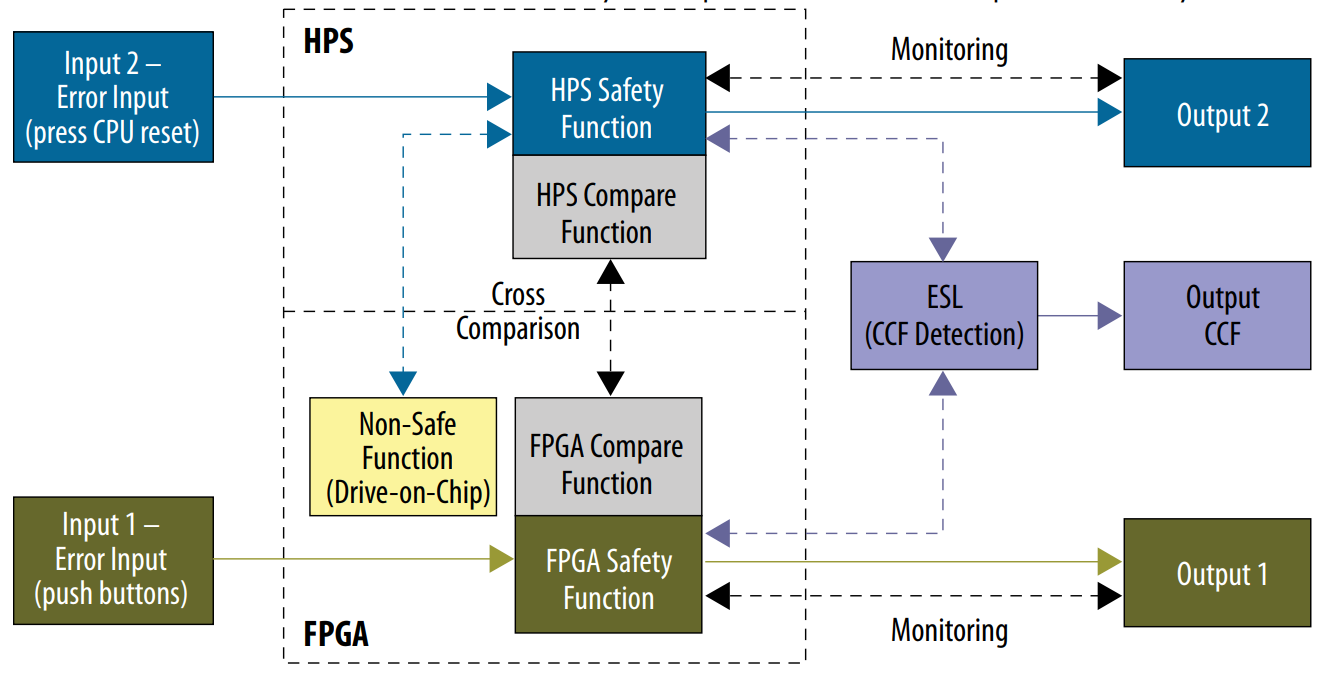 HPS
Input 2 –
Error Input
(press CPU reset)
HPS Safety
Function
Monitoring
Output 2
HPS Compare
Function
Cross
Comparison
ESL
(CCF Detection)
Output
CCF
Non-Safe
Function
(Drive-on-Chip)
FPGA Compare
Function
Input 1 –
Error Input
(push buttons)
FPGA Safety
Function
Output 1
Monitoring
FPGA